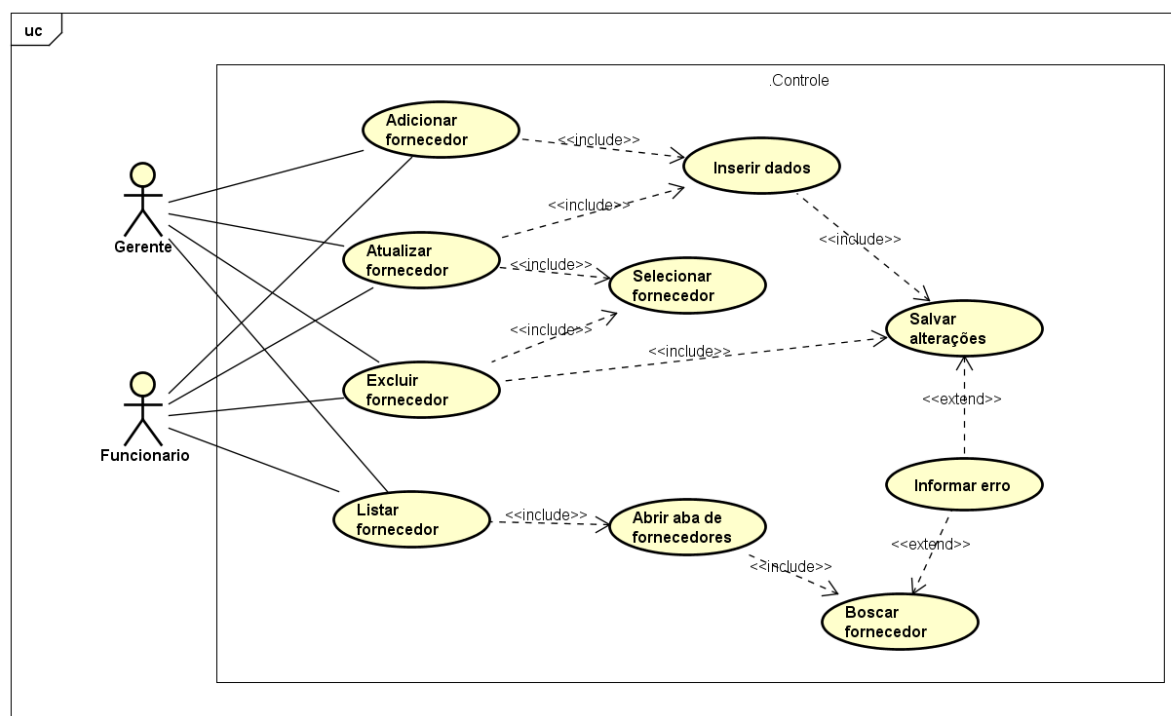 uc
.Controle
Adicionar
fornecedor
<<include>>
Inserir dados
Gerente
<<include>>
Atualizar
fornecedor
<<include>>
<<include>>
Selecionar
fornecedor
Salvar
alterações
<<include>>
<<include>>
Excluir
fornecedor
<<extend>>
Funcionario
Informar erro
Listar
fornecedor
<<include>>
Abrir aba de
fornecedores
<<extend>>
<<include>>
Boscar
fornecedor